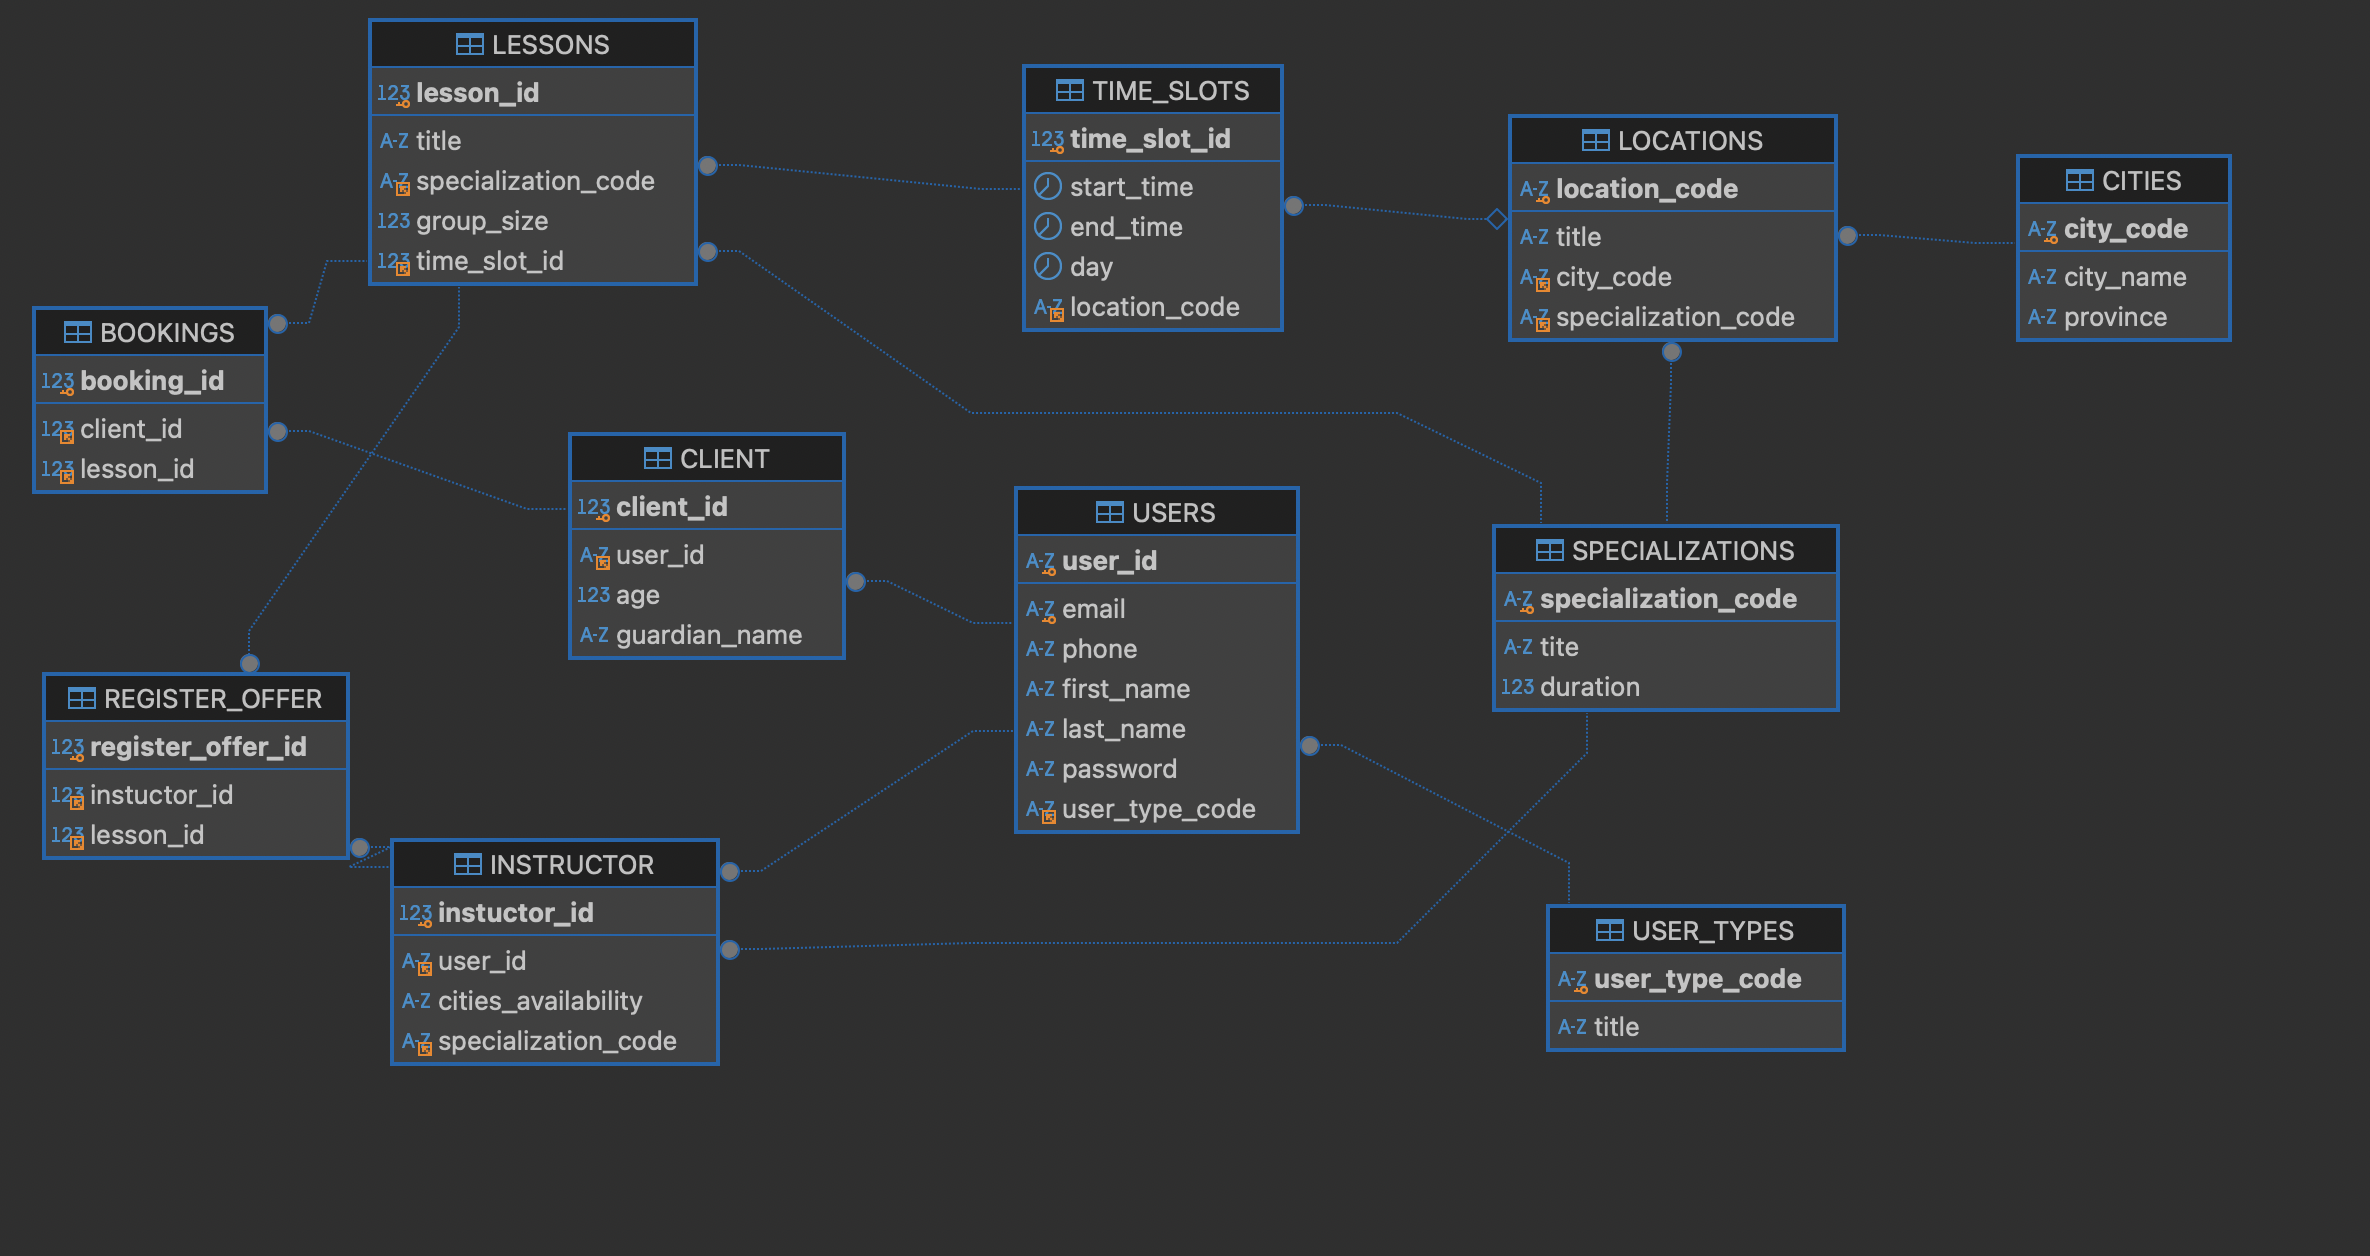 LESSONS
123 lesson_id
A-Z title
A-Z specialization_code
123 group_size
123 time_slot_id
TIME_SLOTS
123 time_slot_id
start_time
end_time
day
A-Z location_code
LOCATIONS
A-Z location_code
A-Z title
A-Z city_code
A-Z specialization_code
CITIES
A-Z city_code
A-Z city_name
A-Z province
BOOKINGS
123 booking_id
123 client_id
123 lesson_id
CLIENT
123 client_id
A-Z user_id
123 age
A-Z guardian_name
USERS
A-Z user_id
A-Z email
A-Z phone
A-Z first_name
A-Z last_name
A-Z password
A-Z user_type_code
SPECIALIZATIONS
A-Z specialization_code
A-Z tite
123 duration
REGISTER_OFFER
123 register_offer_id
123 instuctor_id
123 lesson_id
INSTRUCTOR
123 instuctor_id
A-Z user_id
A-Z cities_availability
A-Z specialization_code
USER_TYPES
A-Z user_type_code
A-Z title